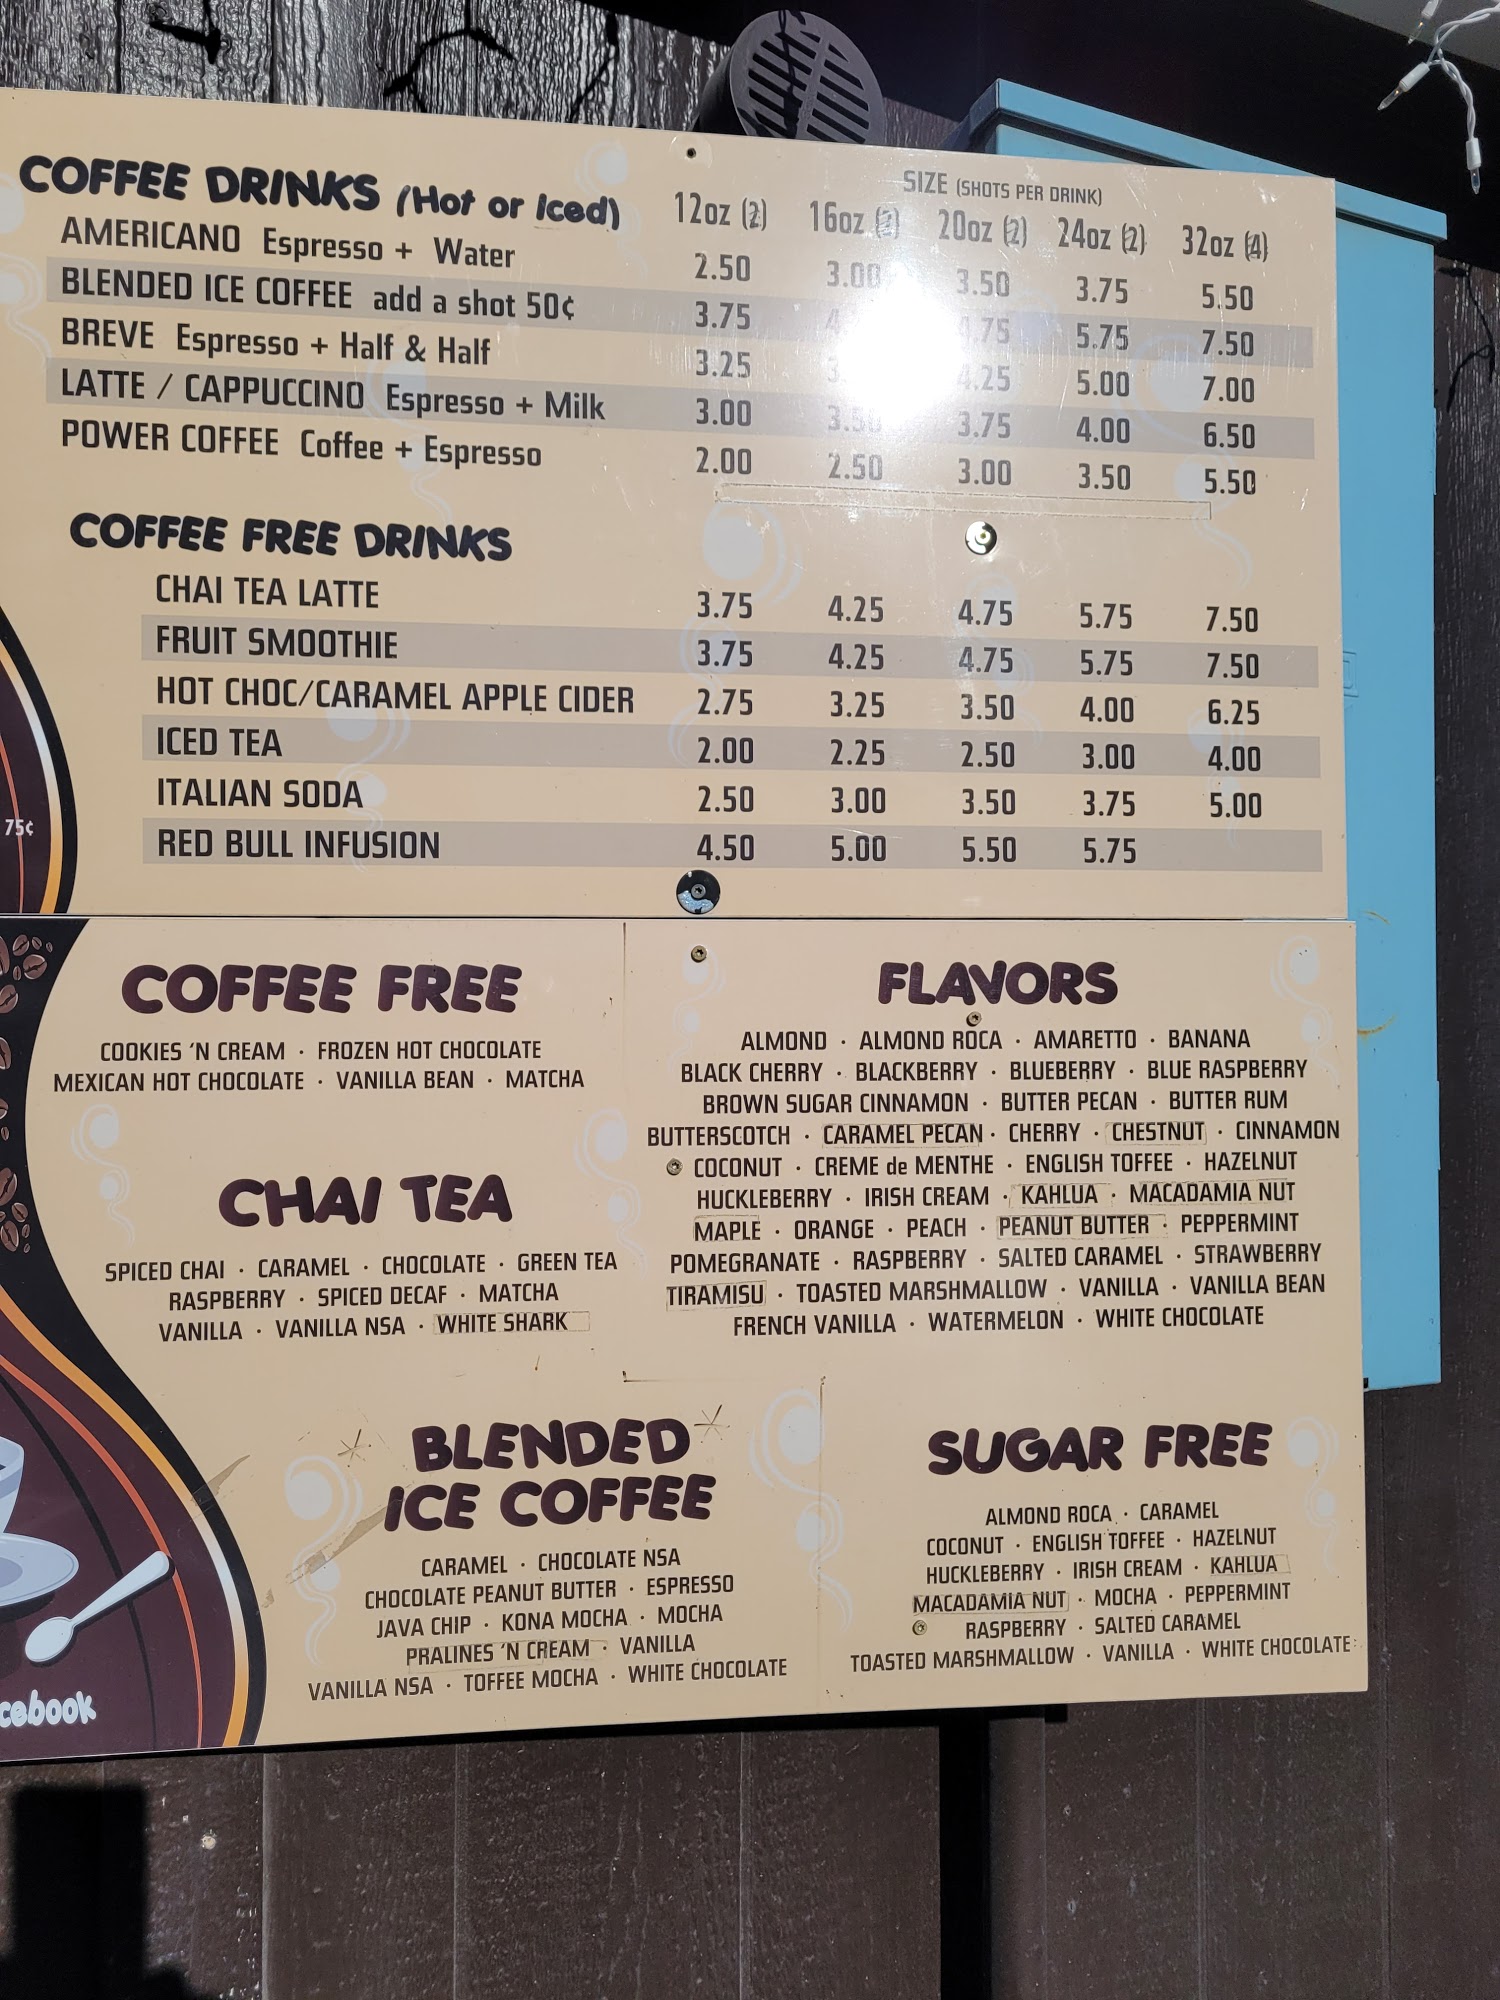 COFFEE DRINKS (Hot or Iced)
SIZE (SHOTS PER DRINK)
12oz (2) 16oz (2) 20oz (2) 24oz (2) 32oz (4)
AMERICANO Espresso + Water 2.50 3.00 3.50 3.75 5.50
BLENDED ICE COFFEE add a shot 50¢ 3.75 .75 5.75 7.50
BREVE Espresso + Half & Half 3.25 4.25 5.00 7.00
LATTE / CAPPUCCINO Espresso + Milk 3.00 3.50 3.75 4.00 6.50
POWER COFFEE Coffee + Espresso 2.00 2.50 3.00 3.50 5.50
COFFEE FREE DRINKS
CHAI TEA LATTE 3.75 4.25 4.75 5.75 7.50
FRUIT SMOOTHIE 3.75 4.25 4.75 5.75 7.50
HOT CHOC/CARAMEL APPLE CIDER 2.75 3.25 3.50 4.00 6.25
ICED TEA 2.00 2.25 2.50 3.00 4.00
ITALIAN SODA 2.50 3.00 3.50 3.75 5.00
RED BULL INFUSION 4.50 5.00 5.50 5.75
75¢
COFFEE FREE
COOKIES 'N CREAM · FROZEN HOT CHOCOLATE
MEXICAN HOT CHOCOLATE · VANILLA BEAN · MATCHA
CHAI TEA
SPICED CHAI · CARAMEL · CHOCOLATE · GREEN TEA
RASPBERRY · SPICED DECAF · MATCHA
VANILLA · VANILLA NSA · WHITE SHARK
FLAVORS
ALMOND · ALMOND ROCA · AMARETTO · BANANA
BLACK CHERRY · BLACKBERRY · BLUEBERRY · BLUE RASPBERRY
BROWN SUGAR CINNAMON · BUTTER PECAN · BUTTER RUM
BUTTERSCOTCH · CARAMEL PECAN · CHERRY · CHESTNUT · CINNAMON
COCONUT · CREME de MENTHE · ENGLISH TOFFEE · HAZELNUT
HUCKLEBERRY · IRISH CREAM · KAHLUA · MACADAMIA NUT
MAPLE · ORANGE · PEACH · PEANUT BUTTER · PEPPERMINT
POMEGRANATE · RASPBERRY · SALTED CARAMEL · STRAWBERRY
TIRAMISU · TOASTED MARSHMALLOW · VANILLA · VANILLA BEAN
FRENCH VANILLA · WATERMELON · WHITE CHOCOLATE
BLENDED
ICE COFFEE
CARAMEL · CHOCOLATE NSA
CHOCOLATE PEANUT BUTTER · ESPRESSO
JAVA CHIP · KONA MOCHA · MOCHA
PRALINES 'N CREAM · VANILLA
VANILLA NSA · TOFFEE MOCHA · WHITE CHOCOLATE
SUGAR FREE
ALMOND ROCA · CARAMEL
COCONUT · ENGLISH TOFFEE · HAZELNUT
HUCKLEBERRY · IRISH CREAM · KAHLUA
MACADAMIA NUT · MOCHA · PEPPERMINT
RASPBERRY · SALTED CARAMEL
TOASTED MARSHMALLOW · VANILLA · WHITE CHOCOLATE
cebook